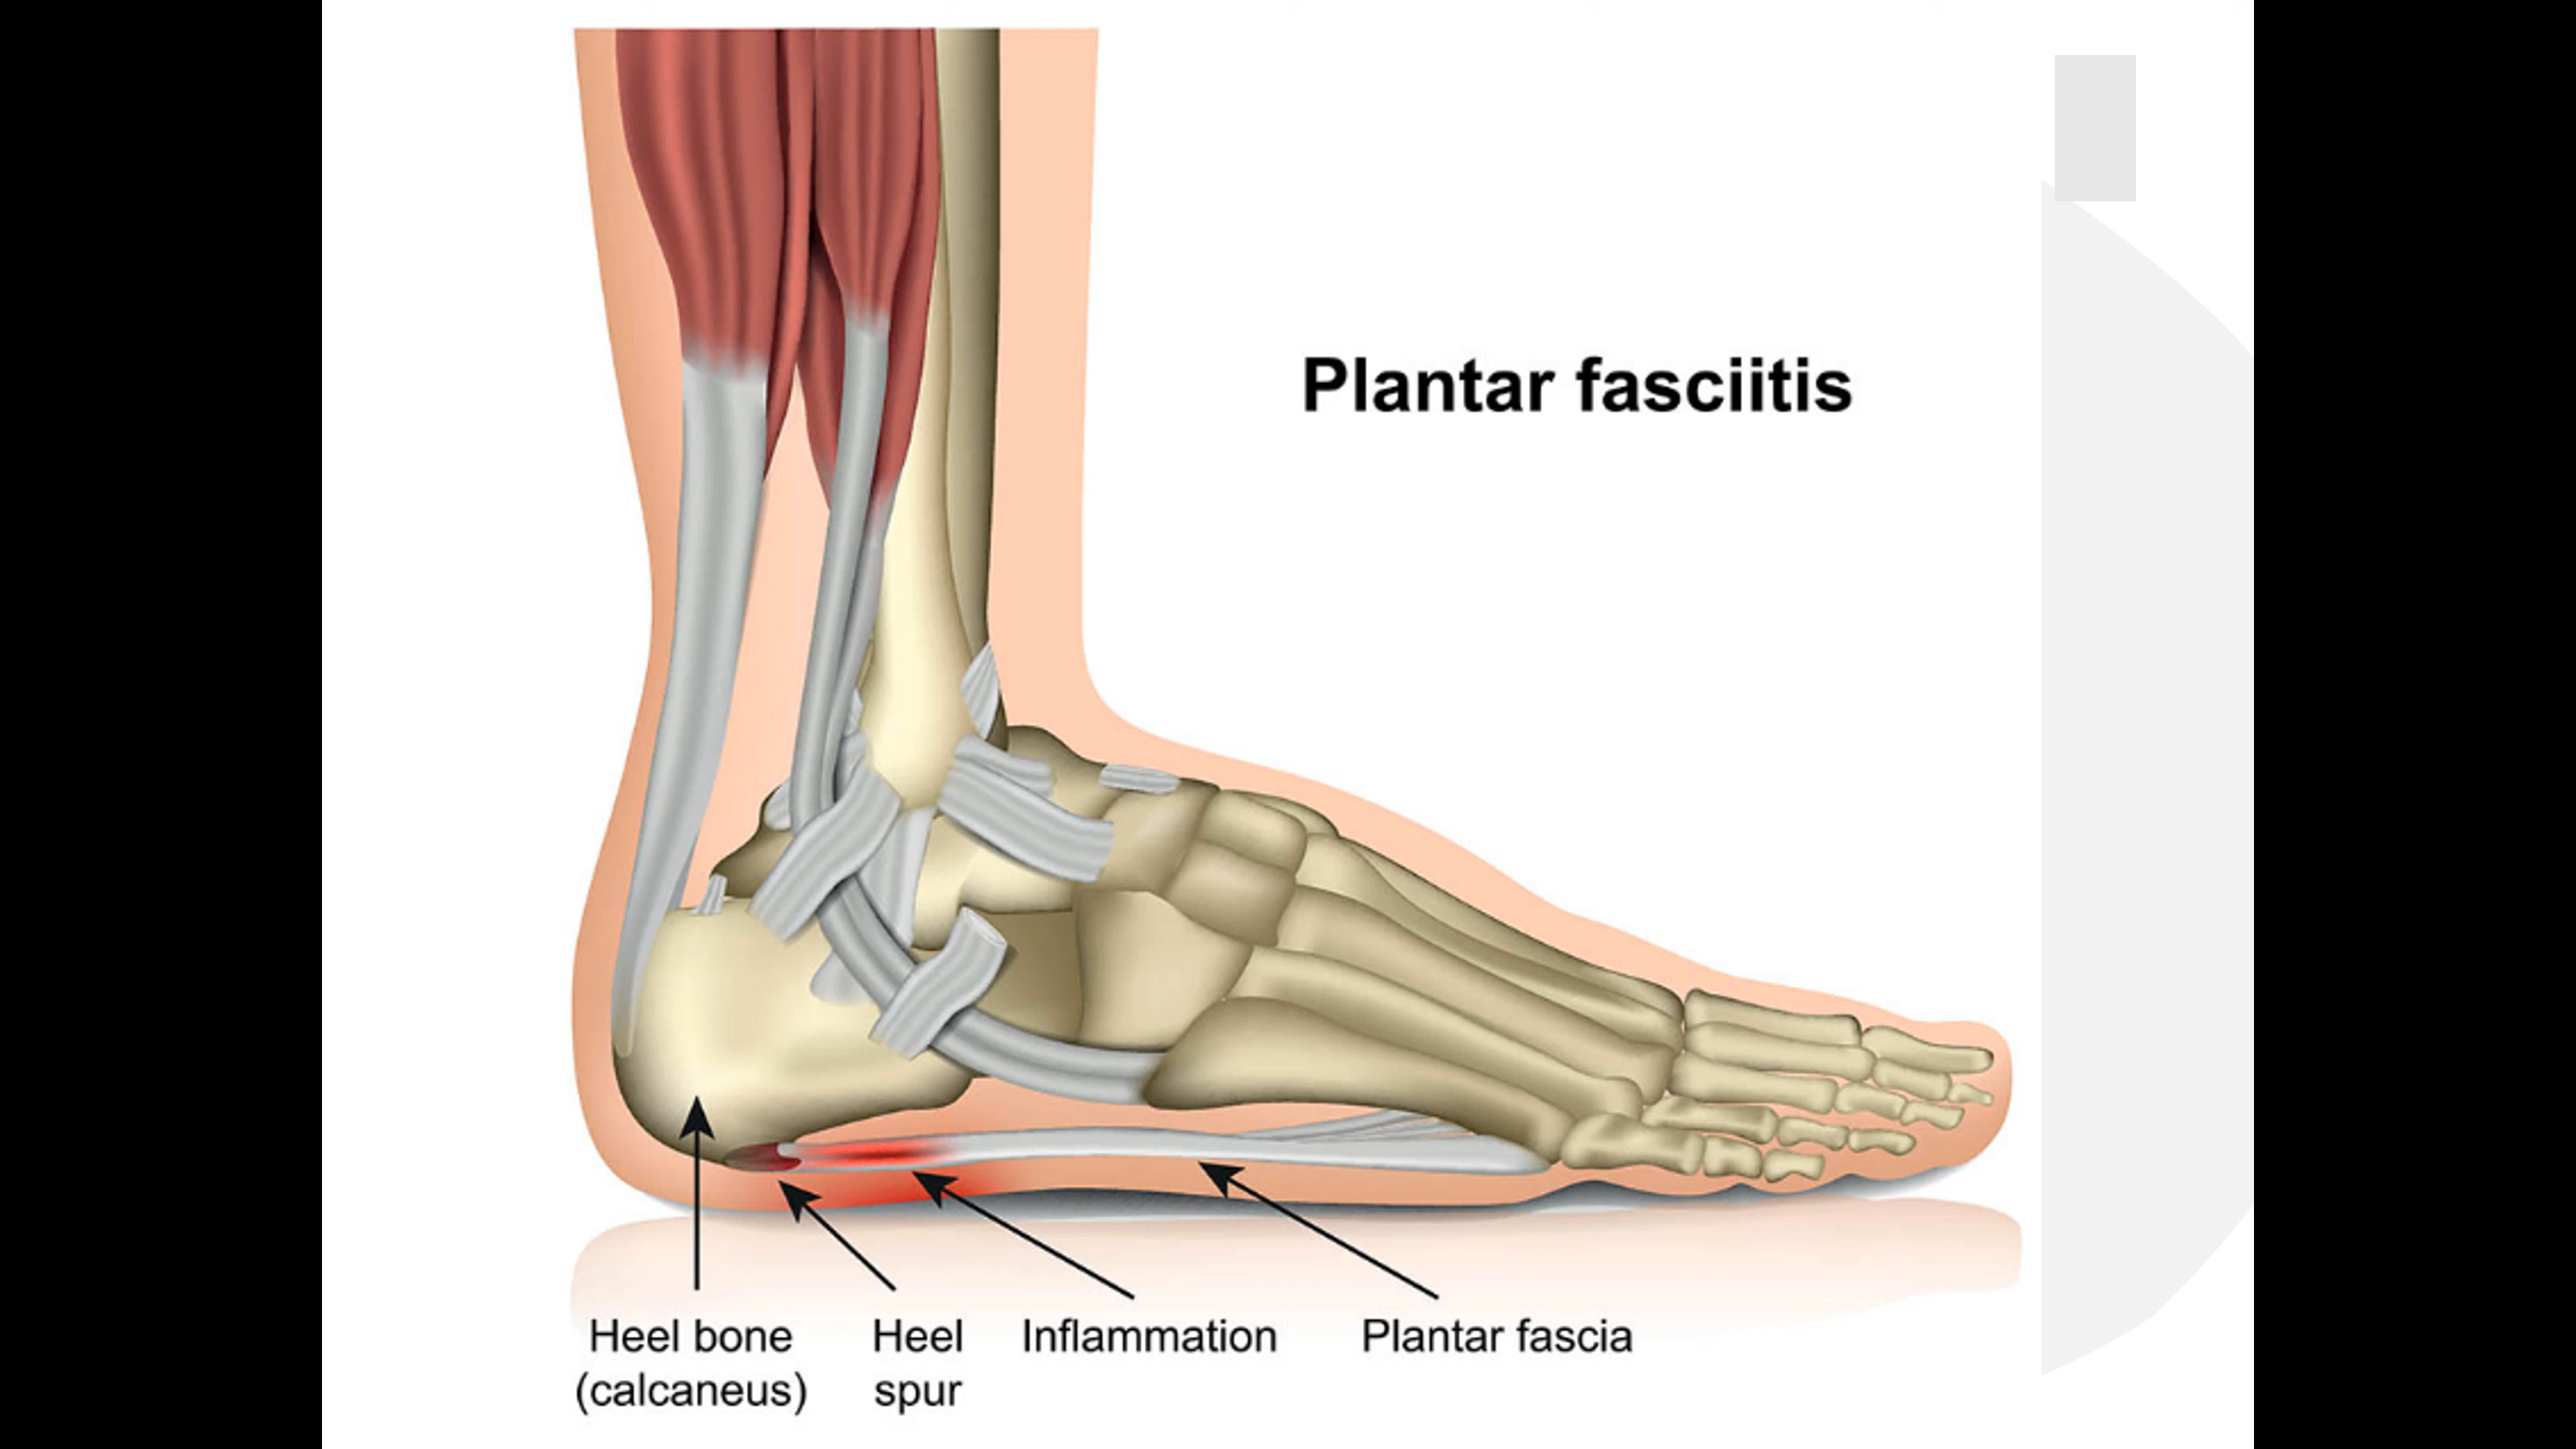 Plantar fasciitis
Heel bone
(calcaneus)
Heel
spur
Inflammation
Plantar fascia